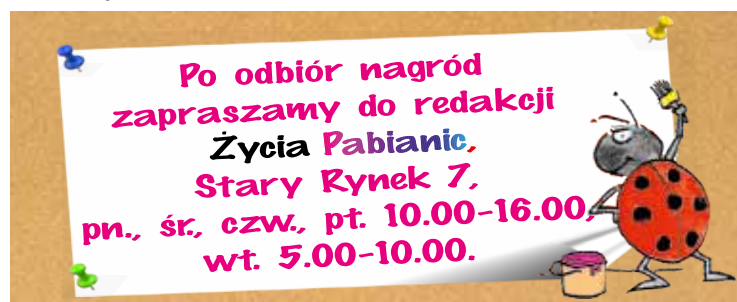 Po odbiór nagród
zapraszamy do redakcji
Życia Pabianic,
Stary Rynek 7,
pn., śr., czw., pt. 10.00-16.00,
wt. 5.00-10.00.